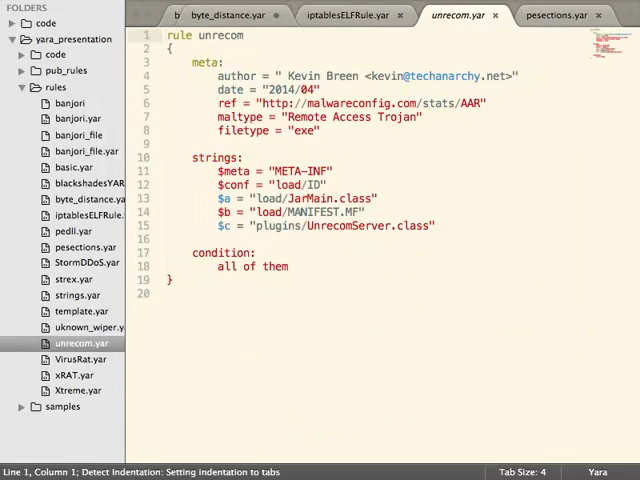 FOLDERS
code
yara_presentation
code
pub_rules
rules
banjori
banjori.yar
banjori_file
banjori_file.yar
basic.yar
blackshadesYAR
byte_distance.ya
iptablesELFRule.
pedll.yar
pesections.yar
StormDDoS.yar
strex.yar
strings.yar
template.yar
uknown_wiper.y
unrecom.yar
VirusRat.yar
xRAT.yar
Xtreme.yar
samples
b byte_distance.yar iptablesELFRule.yar × unrecom.yar × pesections.yar ×
1 rule unrecom
2 {
3 meta:
4 author = " Kevin Breen <kevin@techanarchy.net>"
5 date = "2014/04"
6 ref = "http://malwareconfig.com/stats/AAR"
7 maltype = "Remote Access Trojan"
8 filetype = "exe"
9
10 strings:
11 $meta = "META-INF"
12 $conf = "load/ID"
13 $a = "load/JarMain.class"
14 $b = "load/MANIFEST.MF"
15 $c = "plugins/UnrecomServer.class"
16
17 condition:
18 all of them
19 }
20
Line 1, Column 1; Detect Indentation: Setting indentation to tabs Tab Size: 4 Yara